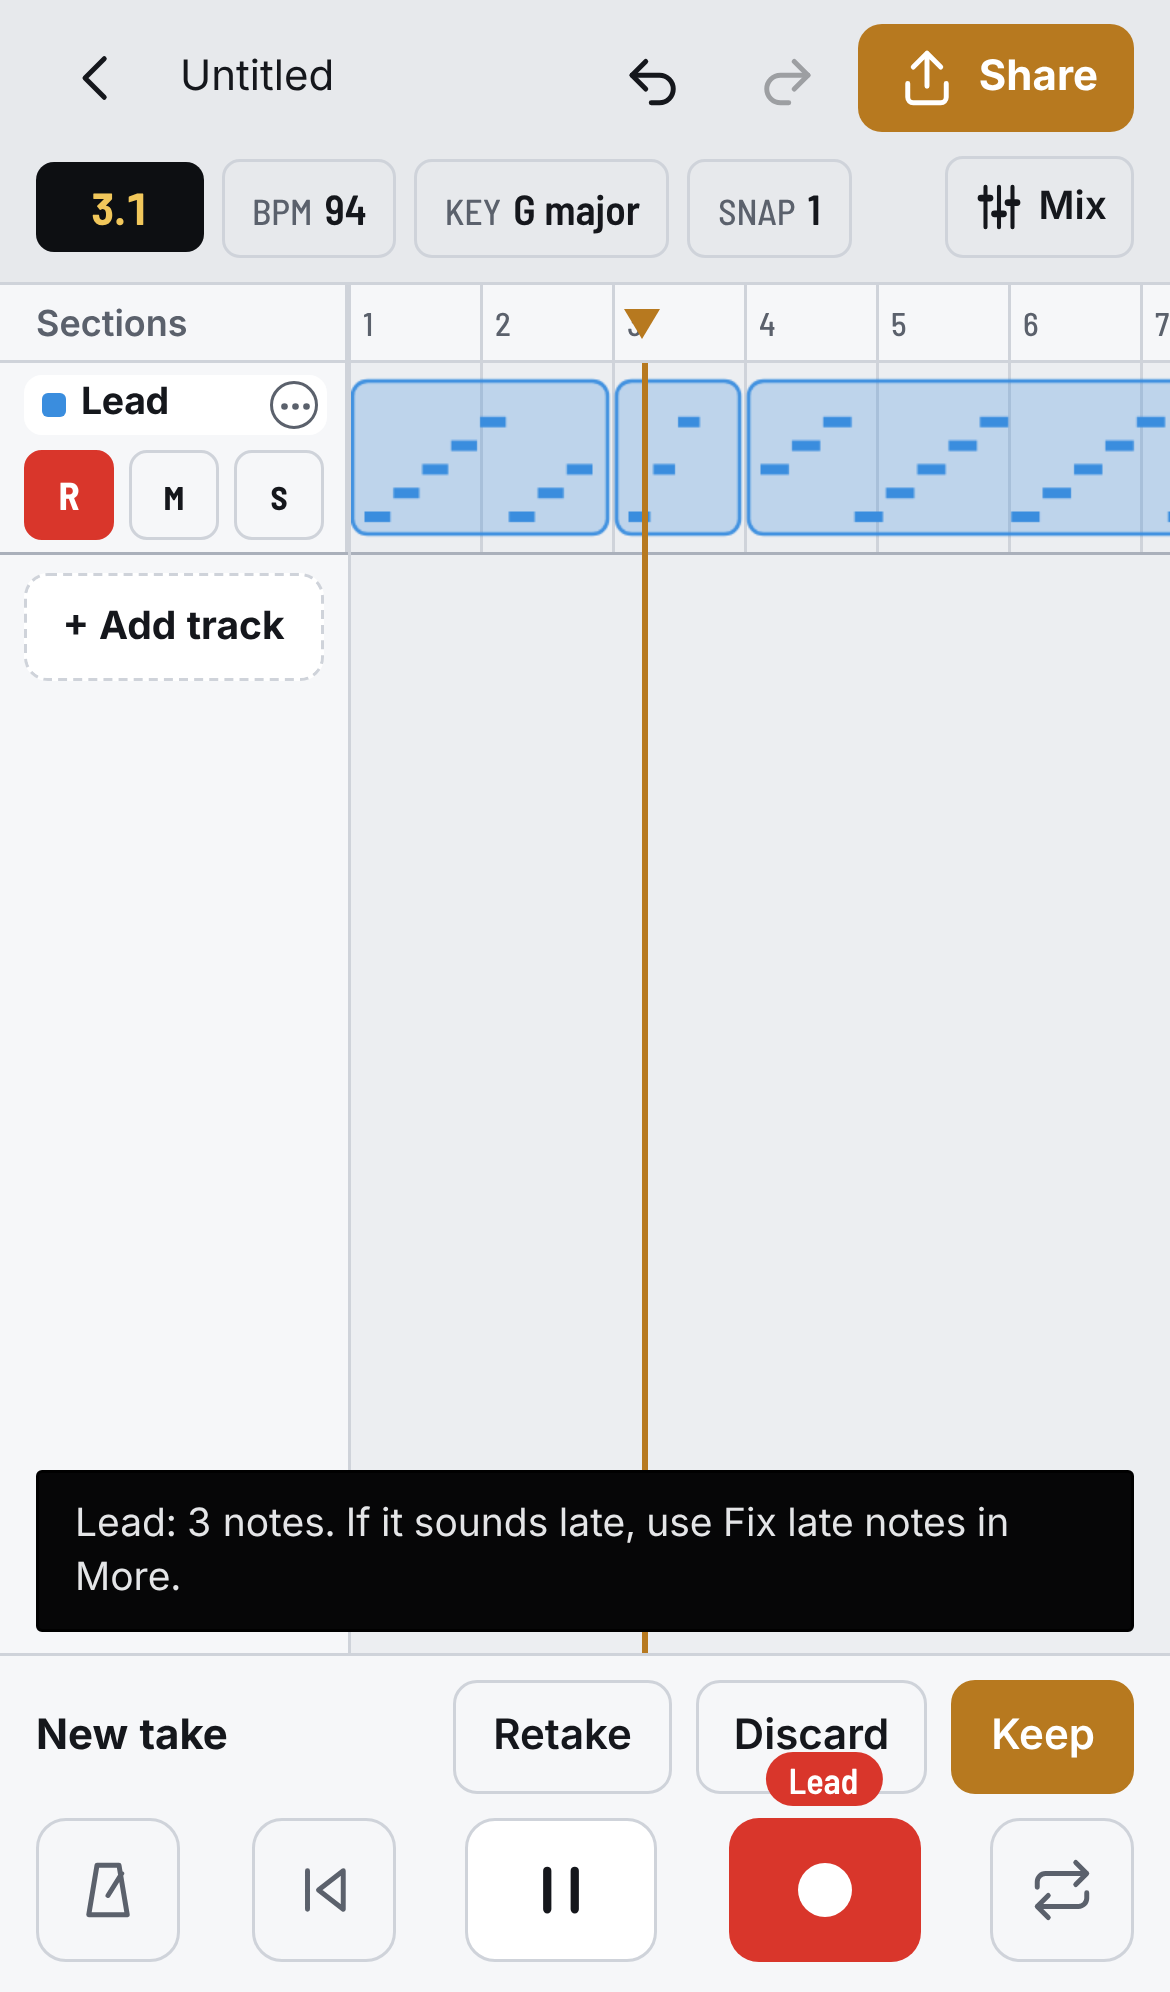 Untitled
Share
3.1
BPM 94
KEY G major
SNAP 1
Mix
Sections
1
2
3
4
5
6
7
Lead
R
M
S
+ Add track
Lead: 3 notes. If it sounds late, use Fix late notes in
More.
New take
Retake
Discard
Keep
Lead